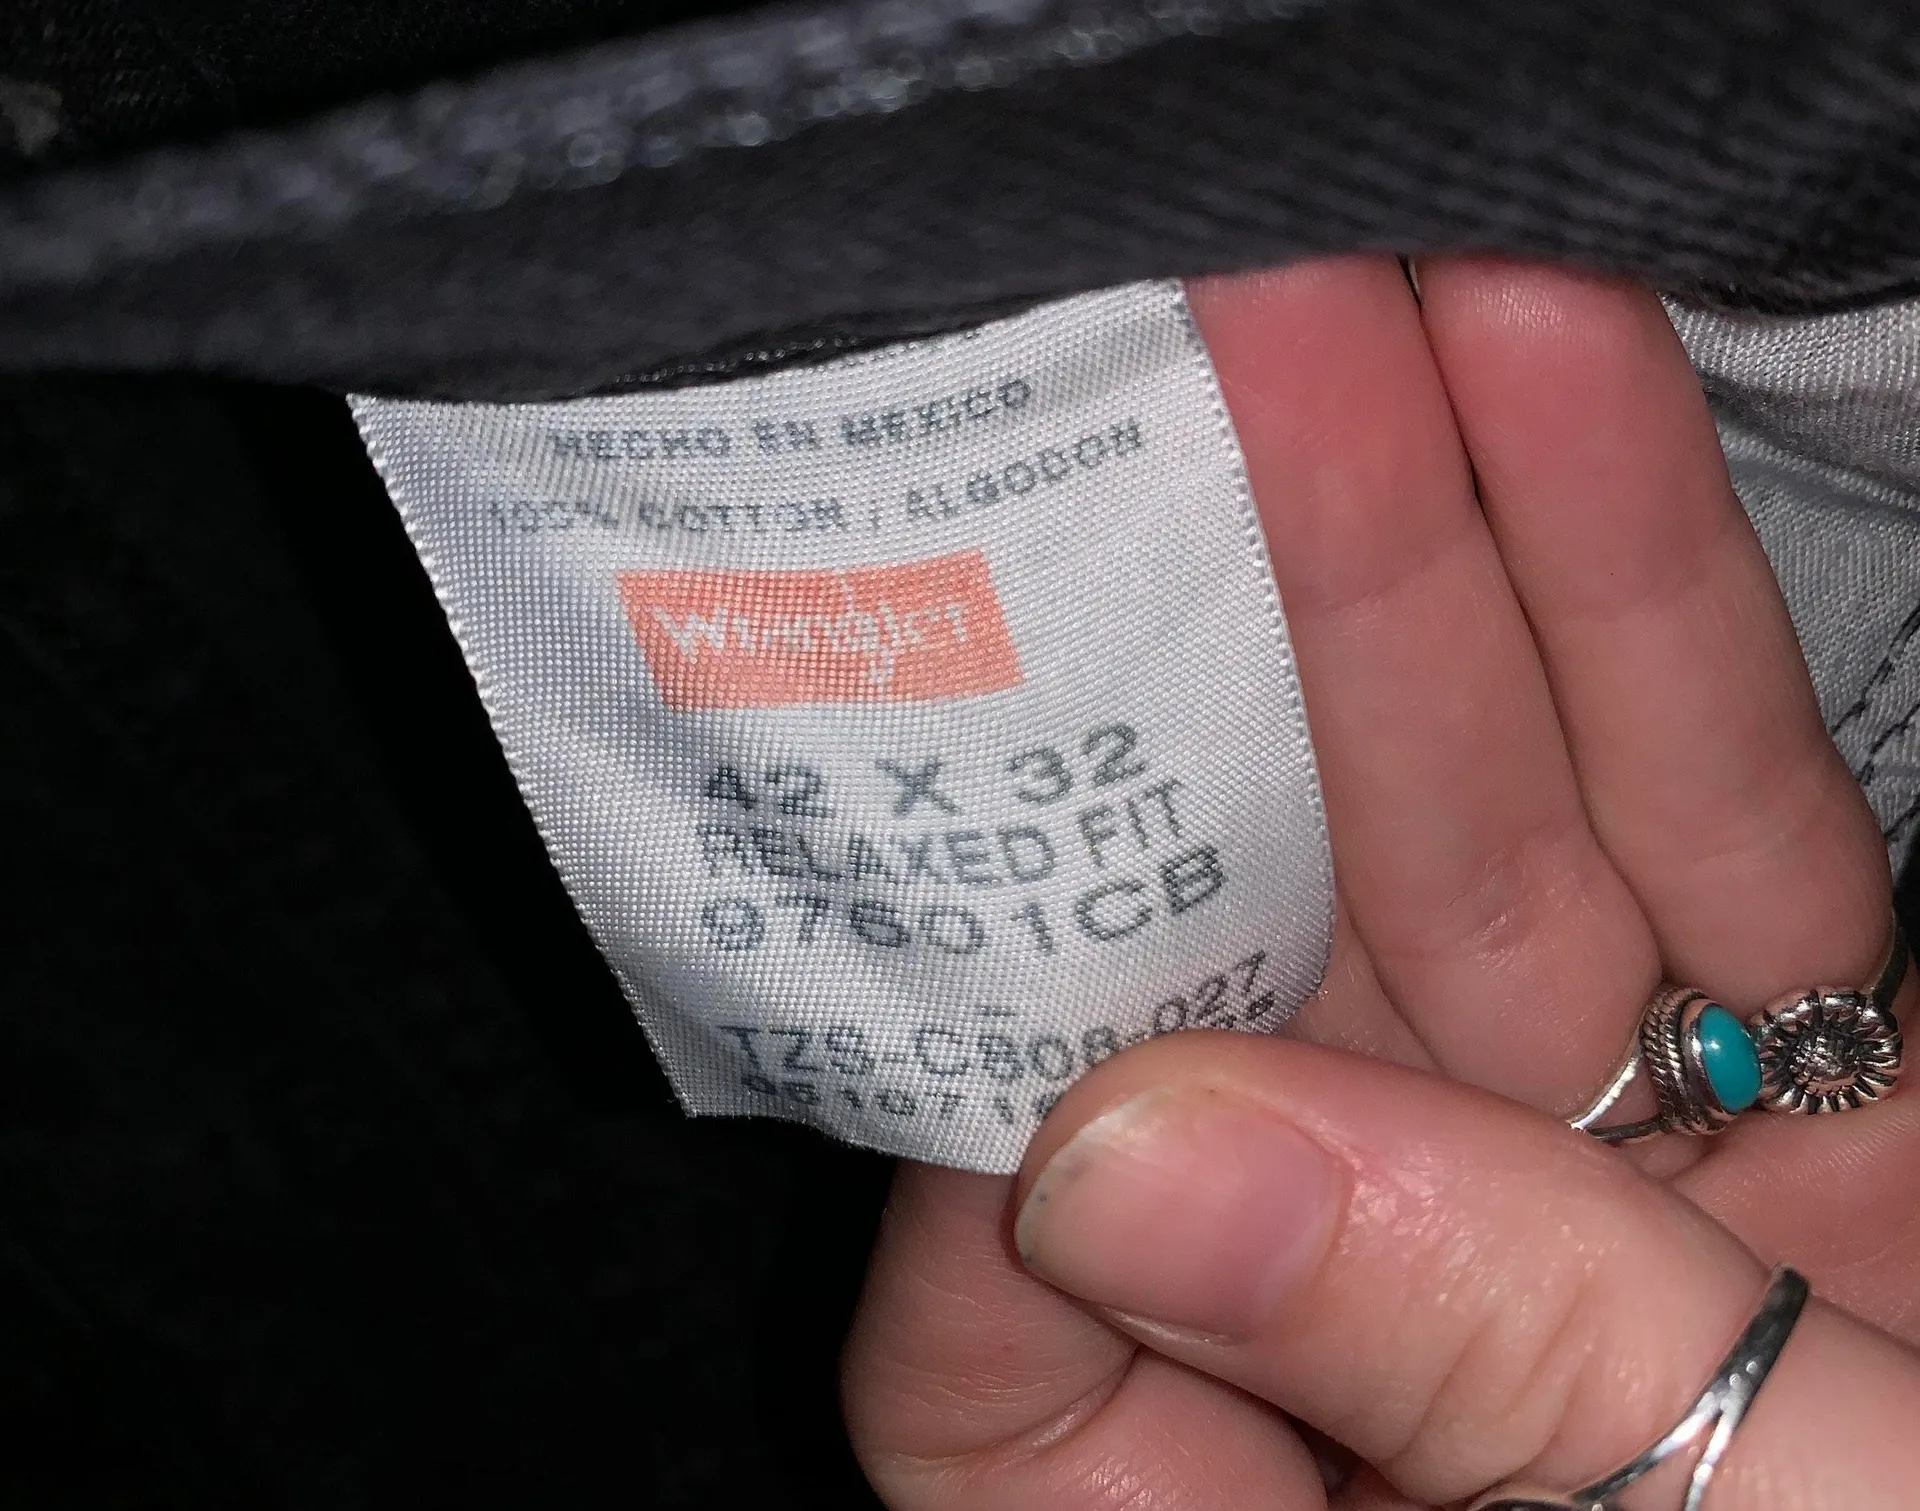 HECHO EN MEXICO
100% COTTON / ALGODON
Wrangler
42 X 32
RELAXED FIT
97601CB